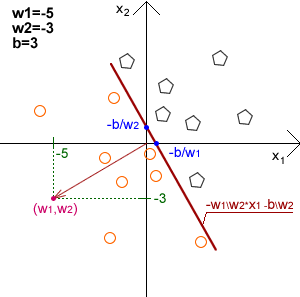 w1=-5
w2=-3
b=3
x2
-b/w2
-b/w1
x1
-5
-3
(w1,w2)
-w1\w2*x1 -b\w2